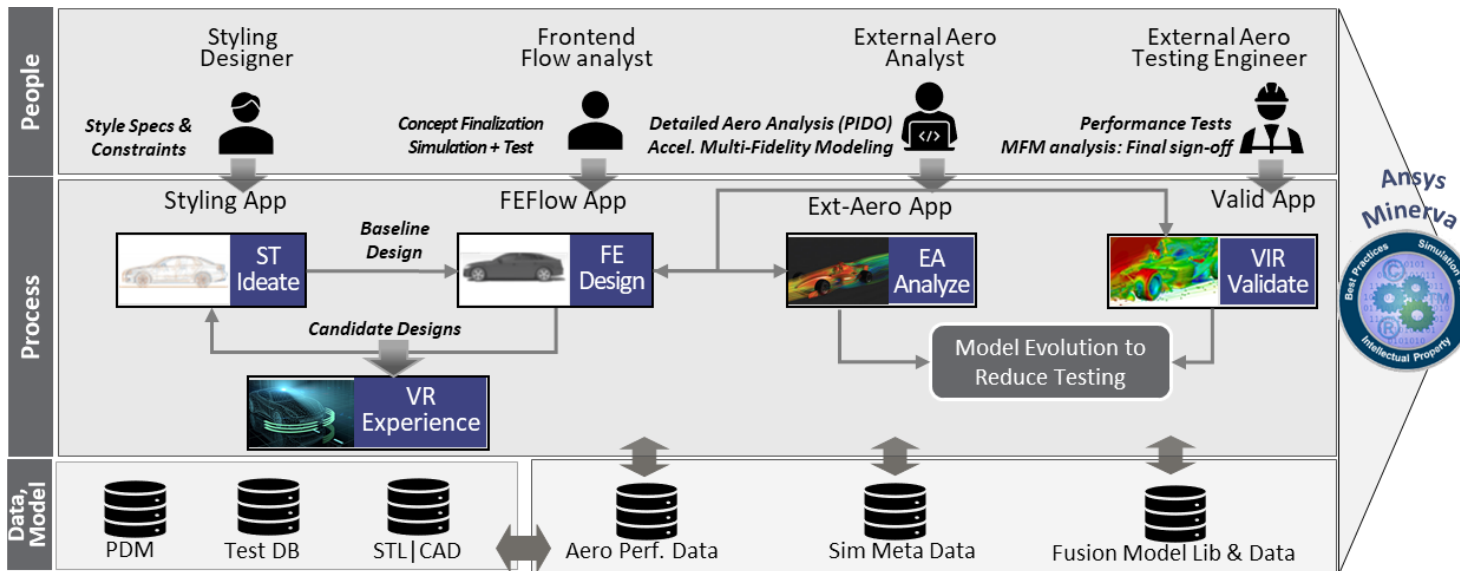 People
Styling
Designer
Style Specs &
Constraints
Frontend
Flow analyst
Concept Finalization
Simulation + Test
External Aero
Analyst
Detailed Aero Analysis (PIDO)
Accel. Multi-Fidelity Modeling
External Aero
Testing Engineer
Performance Tests
MFM analysis: Final sign-off
Process
Styling App
ST
Ideate
Baseline
Design
FEFlow App
FE
Design
Ext-Aero App
EA
Analyze
Valid App
VIR
Validate
Candidate Designs
VR
Experience
Model Evolution to
Reduce Testing
Data,
Model
PDM
Test DB
STL|CAD
Aero Perf. Data
Sim Meta Data
Fusion Model Lib & Data
Ansys
Minerva
Best Practices
Simulation
Intellectual Property
©
TM
®